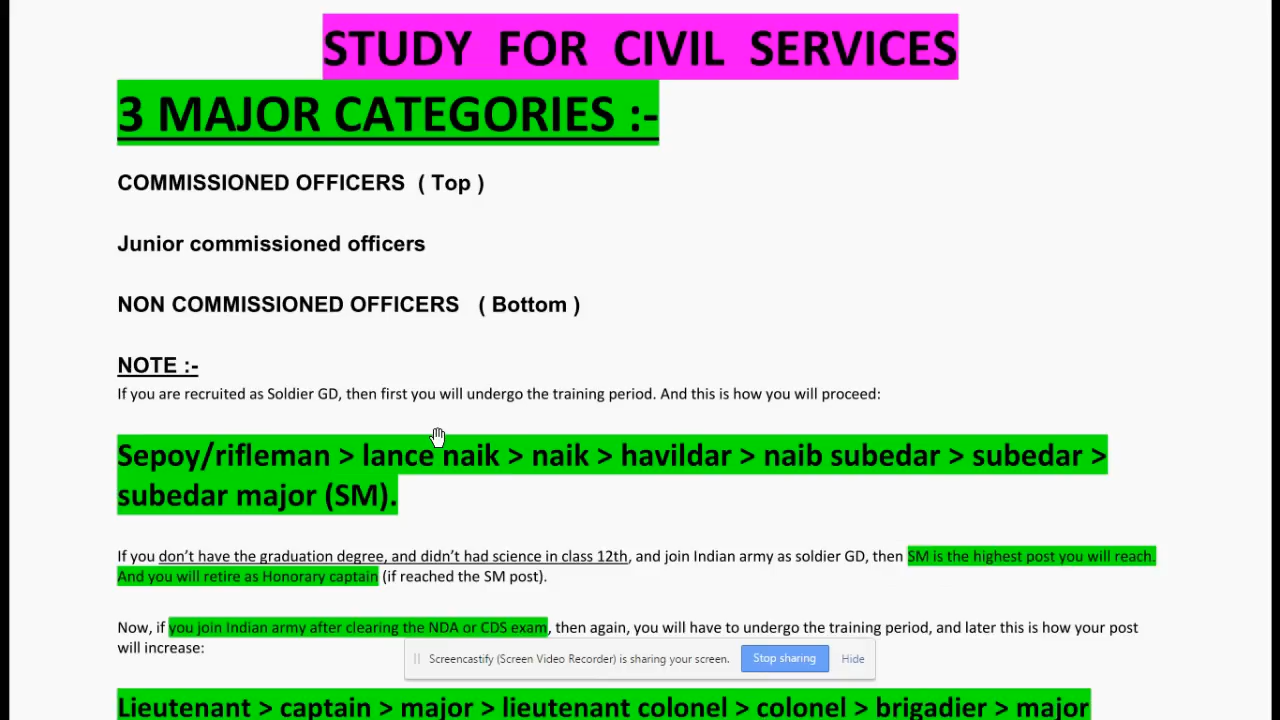 STUDY FOR CIVIL SERVICES
3 MAJOR CATEGORIES :-
COMMISSIONED OFFICERS ( Top )
Junior commissioned officers
NON COMMISSIONED OFFICERS ( Bottom )
NOTE :-
If you are recruited as Soldier GD, then first you will undergo the training period. And this is how you will proceed:
Sepoy/rifleman > lance naik > naik > havildar > naib subedar > subedar >
subedar major (SM).
If you don’t have the graduation degree, and didn’t had science in class 12th, and join Indian army as soldier GD, then SM is the highest post you will reach.
And you will retire as Honorary captain (if reached the SM post).
Now, if you join Indian army after clearing the NDA or CDS exam, then again, you will have to undergo the training period, and later this is how your post
will increase:
Screencastify (Screen Video Recorder) is sharing your screen. Stop sharing Hide
Lieutenant > captain > major > lieutenant colonel > colonel > brigadier > major